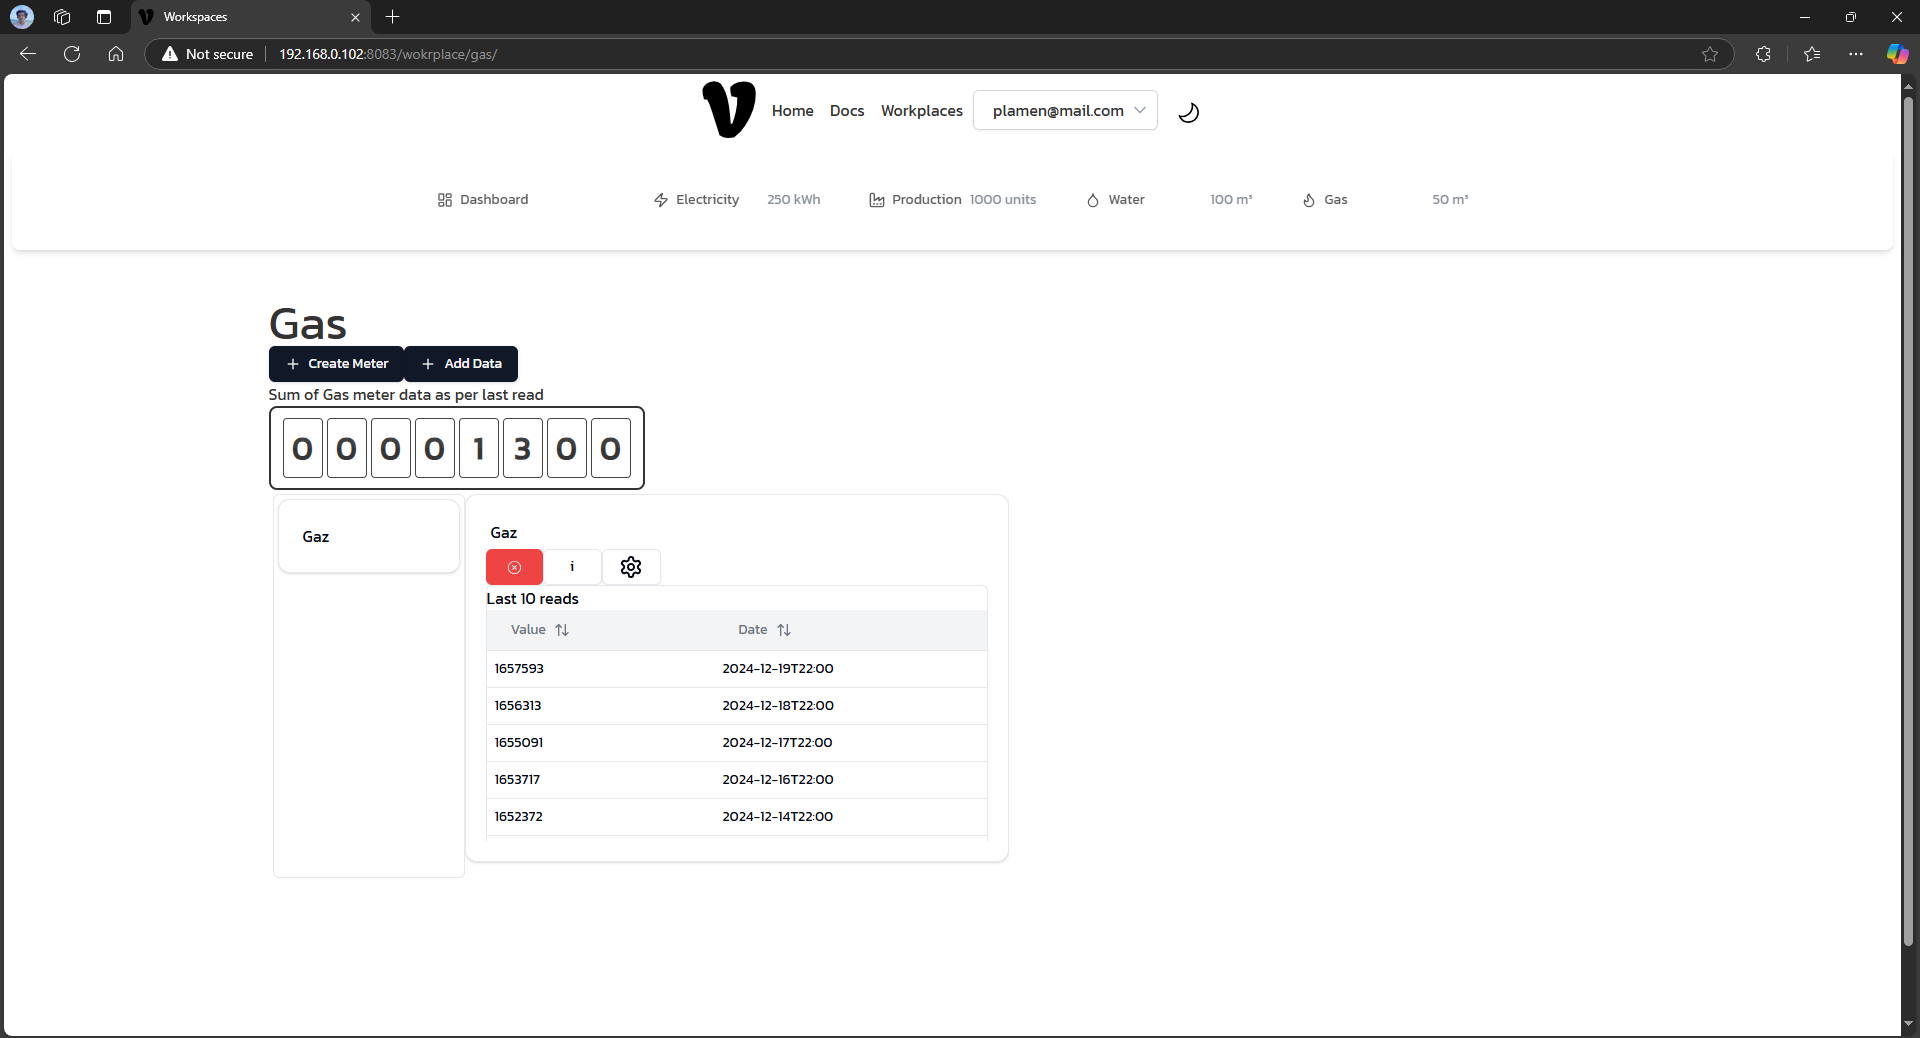 Workspaces
Not secure 192.168.0.102:8083/wokrplace/gas/
Home Docs Workplaces plamen@mail.com
Dashboard Electricity 250 kWh Production 1000 units Water 100 m³ Gas 50 m³
Gas
Create Meter Add Data
Sum of Gas meter data as per last read
0 0 0 0 1 3 0 0
Gaz
Gaz
i
Last 10 reads
Value Date
1657593 2024-12-19T22:00
1656313 2024-12-18T22:00
1655091 2024-12-17T22:00
1653717 2024-12-16T22:00
1652372 2024-12-14T22:00